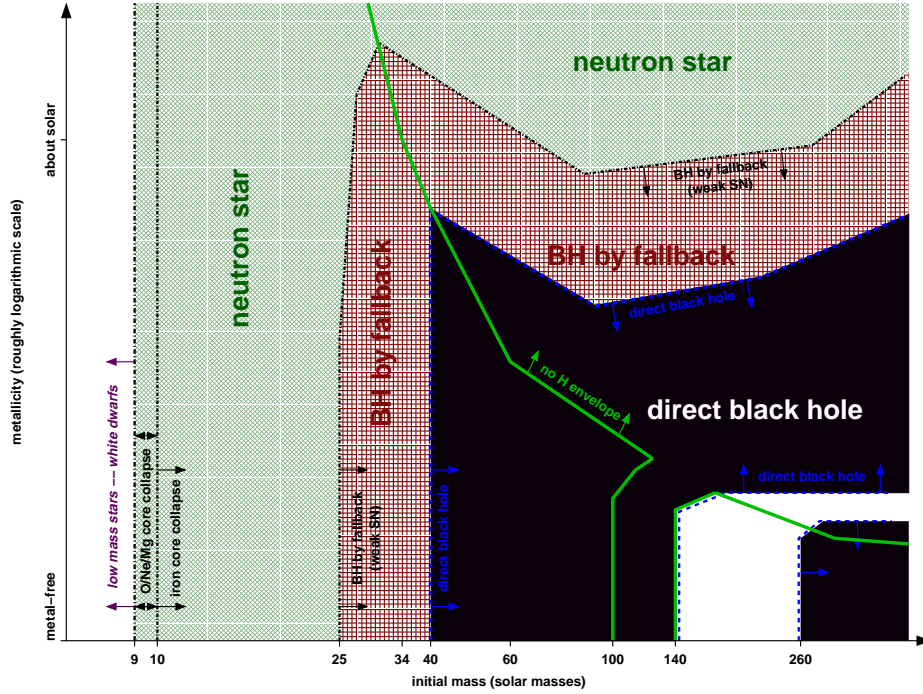 metallicity (roughly logarithmic scale)
about solar
metal−free
neutron star
neutron star
BH by fallback
(weak SN)
BH by fallback
direct black hole
BH by fallback
no H envelope
direct black hole
direct black hole
low mass stars −− white dwarfs
O/Ne/Mg core collapse
iron core collapse
BH by fallback
(weak SN)
direct black hole
9 10 25 34 40 60 100 140 260
initial mass (solar masses)